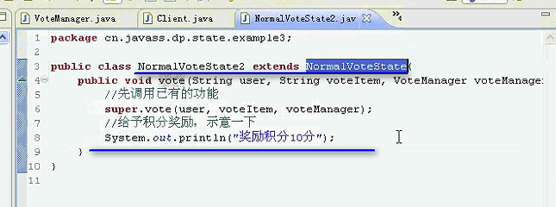 VoteManager.java
Client.java
NormalVoteState2.jav
4
1 package cn.javass.dp.state.example3;
2
3 public class NormalVoteState2 extends NormalVoteState{
4 public void vote(String user, String voteItem, VoteManager voteManage
5 //先调用已有的功能
6 super.vote(user, voteItem, voteManager);
7 //给予积分奖励，示意一下
8 System.out.println("奖励积分10分");
9 }
10 }
11